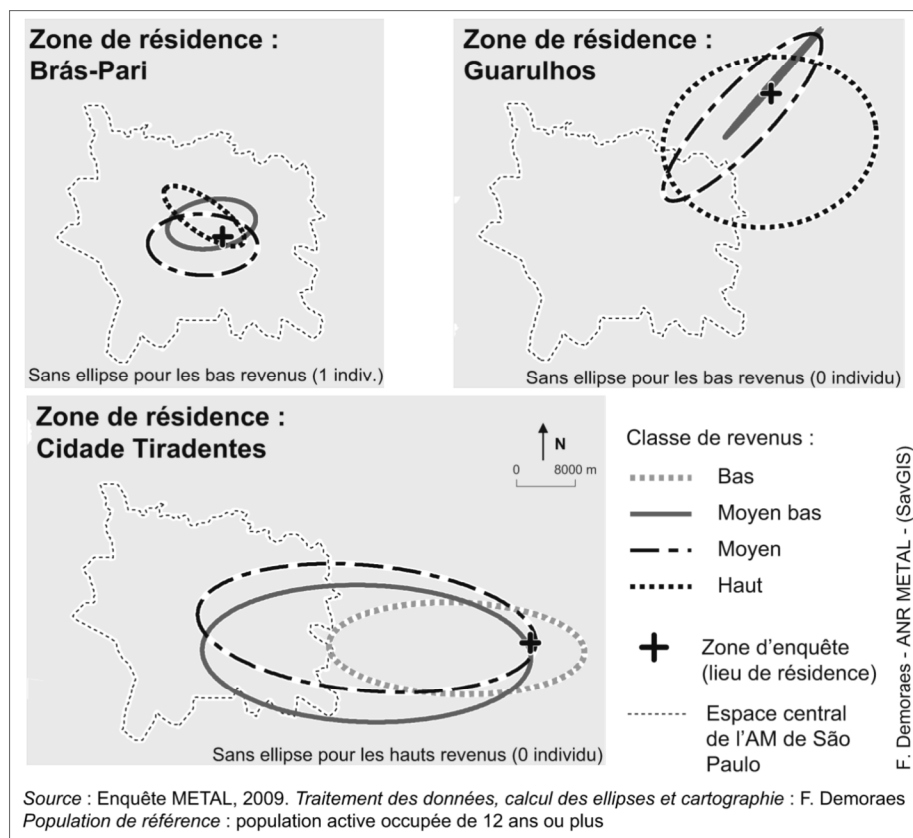 Zone de résidence :
Brás-Pari
Sans ellipse pour les bas revenus (1 indiv.)
Zone de résidence :
Guarulhos
Sans ellipse pour les bas revenus (0 individu)
Zone de résidence :
Cidade Tiradentes
N
0 8000 m
Sans ellipse pour les hauts revenus (0 individu)
Classe de revenus :
Bas
Moyen bas
Moyen
Haut
Zone d'enquête
(lieu de résidence)
Espace central
de l'AM de São
Paulo
F. Demoraes - ANR METAL - (SavGIS)
Source : Enquête METAL, 2009. Traitement des données, calcul des ellipses et cartographie : F. Demoraes
Population de référence : population active occupée de 12 ans ou plus